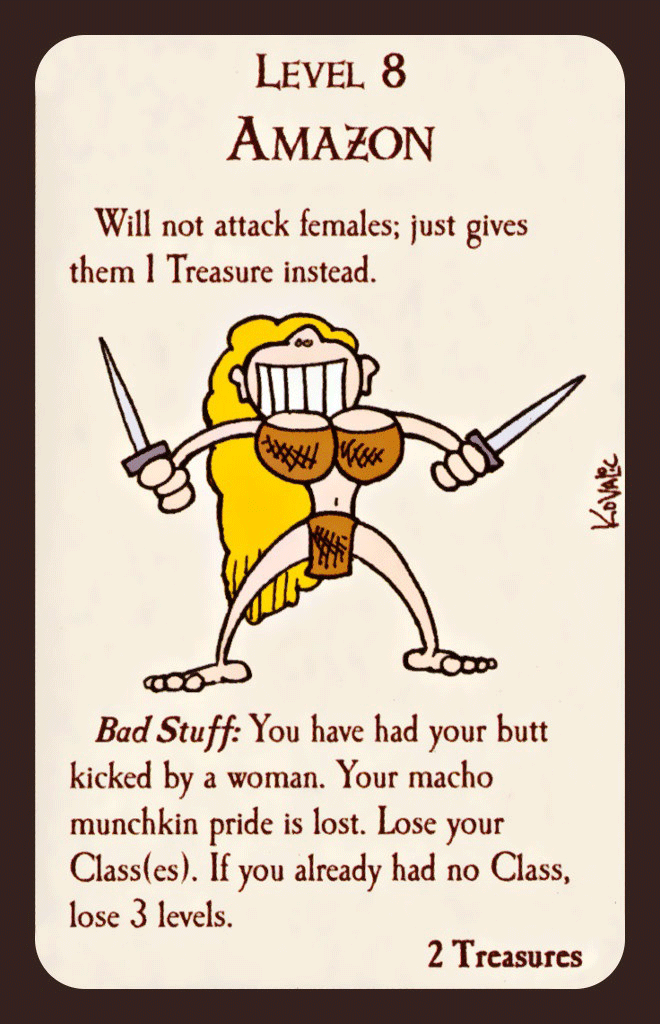 Level 8
Amazon
Will not attack females; just gives
them 1 Treasure instead.
Kovalic
Bad Stuff: You have had your butt
kicked by a woman. Your macho
munchkin pride is lost. Lose your
Class(es). If you already had no Class,
lose 3 levels.
2 Treasures